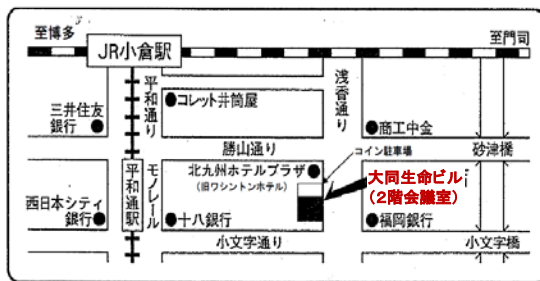 至博多
JR小倉駅
至門司
平和通り
浅香通り
コレット井筒屋
三井住友
銀行
商工中金
勝山通り
コイン駐車場
砂津橋
北九州ホテルプラザ
(旧ワシントンホテル)
平和通駅
モノレール
大同生命ビル
(2階会議室)
西日本シティ
銀行
十八銀行
福岡銀行
小文字通り
小文字橋